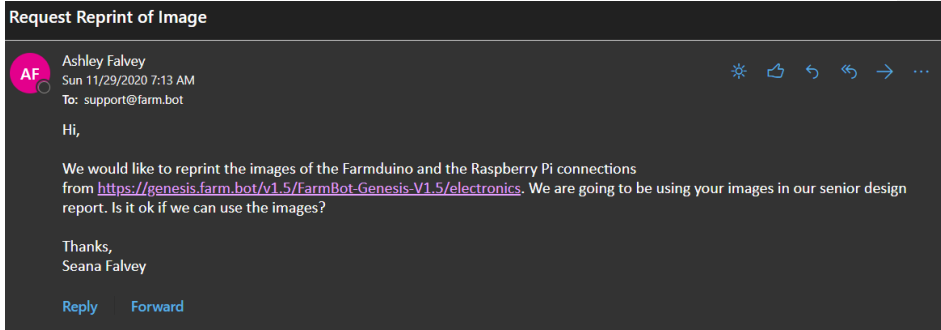 Request Reprint of Image
AF
Ashley Falvey
Sun 11/29/2020 7:13 AM
To: support@farm.bot
Hi,
We would like to reprint the images of the Farmduino and the Raspberry Pi connections
from https://genesis.farm.bot/v1.5/FarmBot-Genesis-V1.5/electronics. We are going to be using your images in our senior design
report. Is it ok if we can use the images?
Thanks,
Seana Falvey
Reply Forward